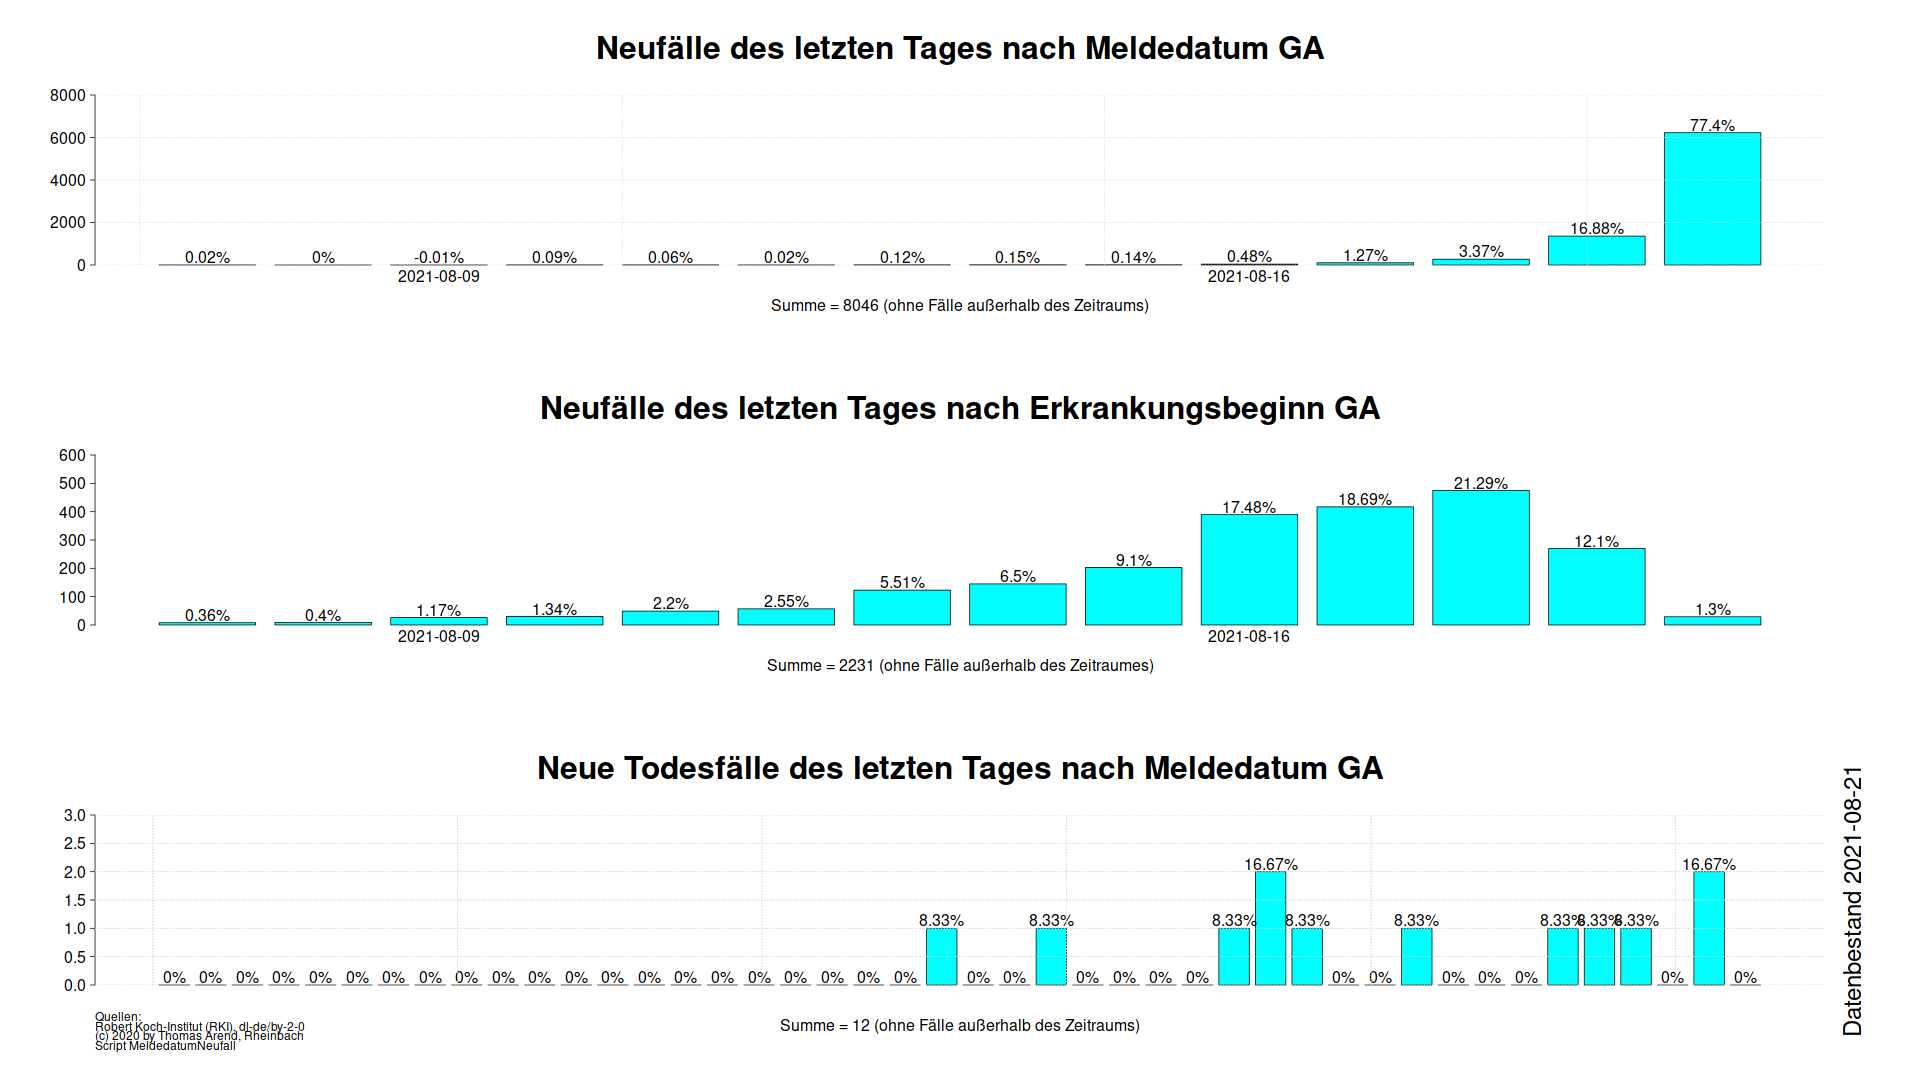 Neufälle des letzten Tages nach Meldedatum GA
8000
6000
4000
2000
0
0.02% 0% -0.01% 0.09% 0.06% 0.02% 0.12% 0.15% 0.14% 0.48% 1.27% 3.37% 16.88% 77.4%
2021-08-09 2021-08-16
Summe = 8046 (ohne Fälle außerhalb des Zeitraums)
Neufälle des letzten Tages nach Erkrankungsbeginn GA
600
500
400
300
200
100
0
0.36% 0.4% 1.17% 1.34% 2.2% 2.55% 5.51% 6.5% 9.1% 17.48% 18.69% 21.29% 12.1% 1.3%
2021-08-09 2021-08-16
Summe = 2231 (ohne Fälle außerhalb des Zeitraumes)
Neue Todesfälle des letzten Tages nach Meldedatum GA
3.0
2.5
2.0
1.5
1.0
0.5
0.0
0% 0% 0% 0% 0% 0% 0% 0% 0% 0% 0% 0% 0% 0% 0% 0% 0% 0% 0% 0% 0% 8.33% 0% 0% 8.33% 0% 0% 0% 0% 8.33% 16.67% 8.33% 0% 0% 8.33% 0% 0% 0% 8.33% 8.33% 8.33% 0% 16.67% 0%
Summe = 12 (ohne Fälle außerhalb des Zeitraums)
Quellen:
Robert Koch-Institut (RKI), dl-de/by-2-0
(c) 2020 by Thomas Arend, Rheinbach
Script MeldedatumNeufall
Datenbestand 2021-08-21